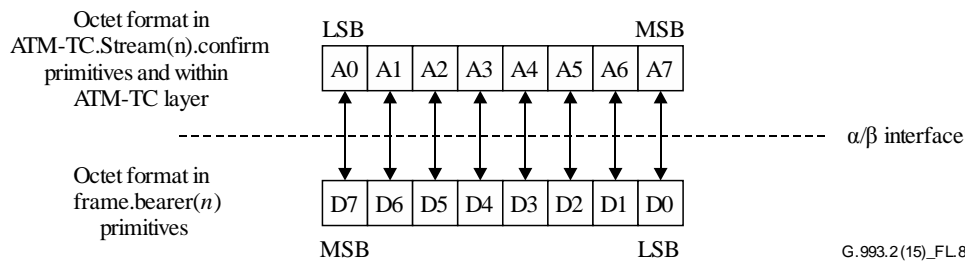 Octet format in
ATM-TC.Stream(n).confirm
primitives and within
ATM-TC layer
LSB MSB
A0 A1 A2 A3 A4 A5 A6 A7
α/β interface
Octet format in
frame.bearer(n)
primitives
D7 D6 D5 D4 D3 D2 D1 D0
MSB LSB
G.993.2(15)_FL.8